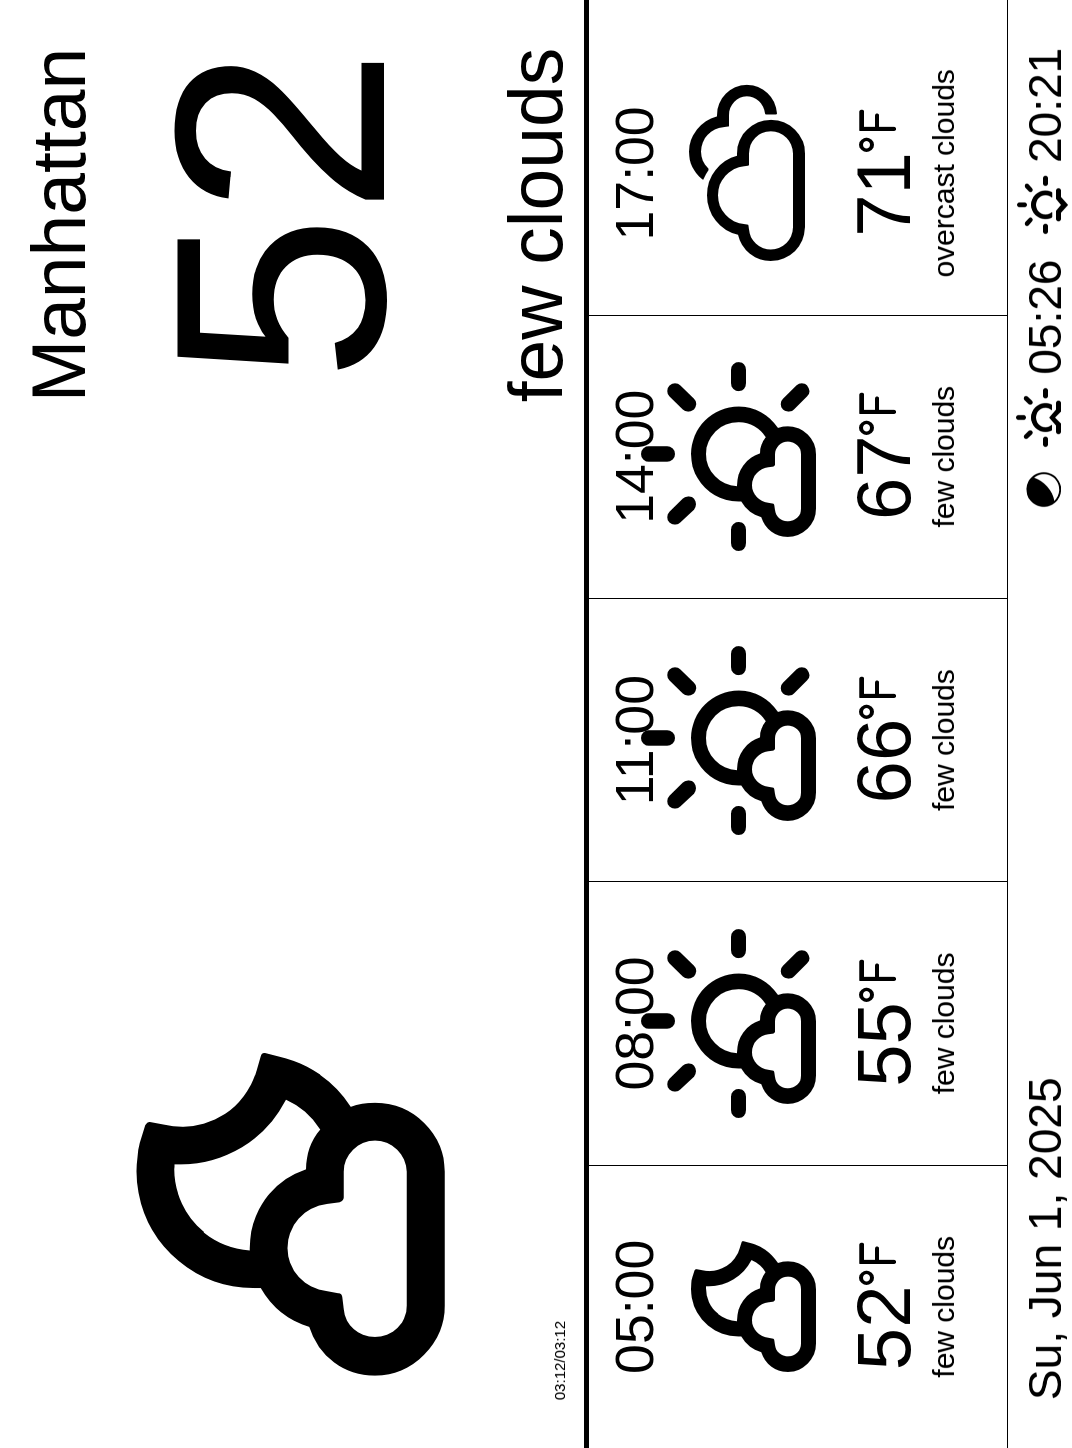 Manhattan
52
few clouds
03:12/03:12
05:00 08:00 11:00 14:00 17:00
52°F 55°F 66°F 67°F 71°F
few clouds few clouds few clouds few clouds overcast clouds
Su, Jun 1, 2025 05:26 20:21